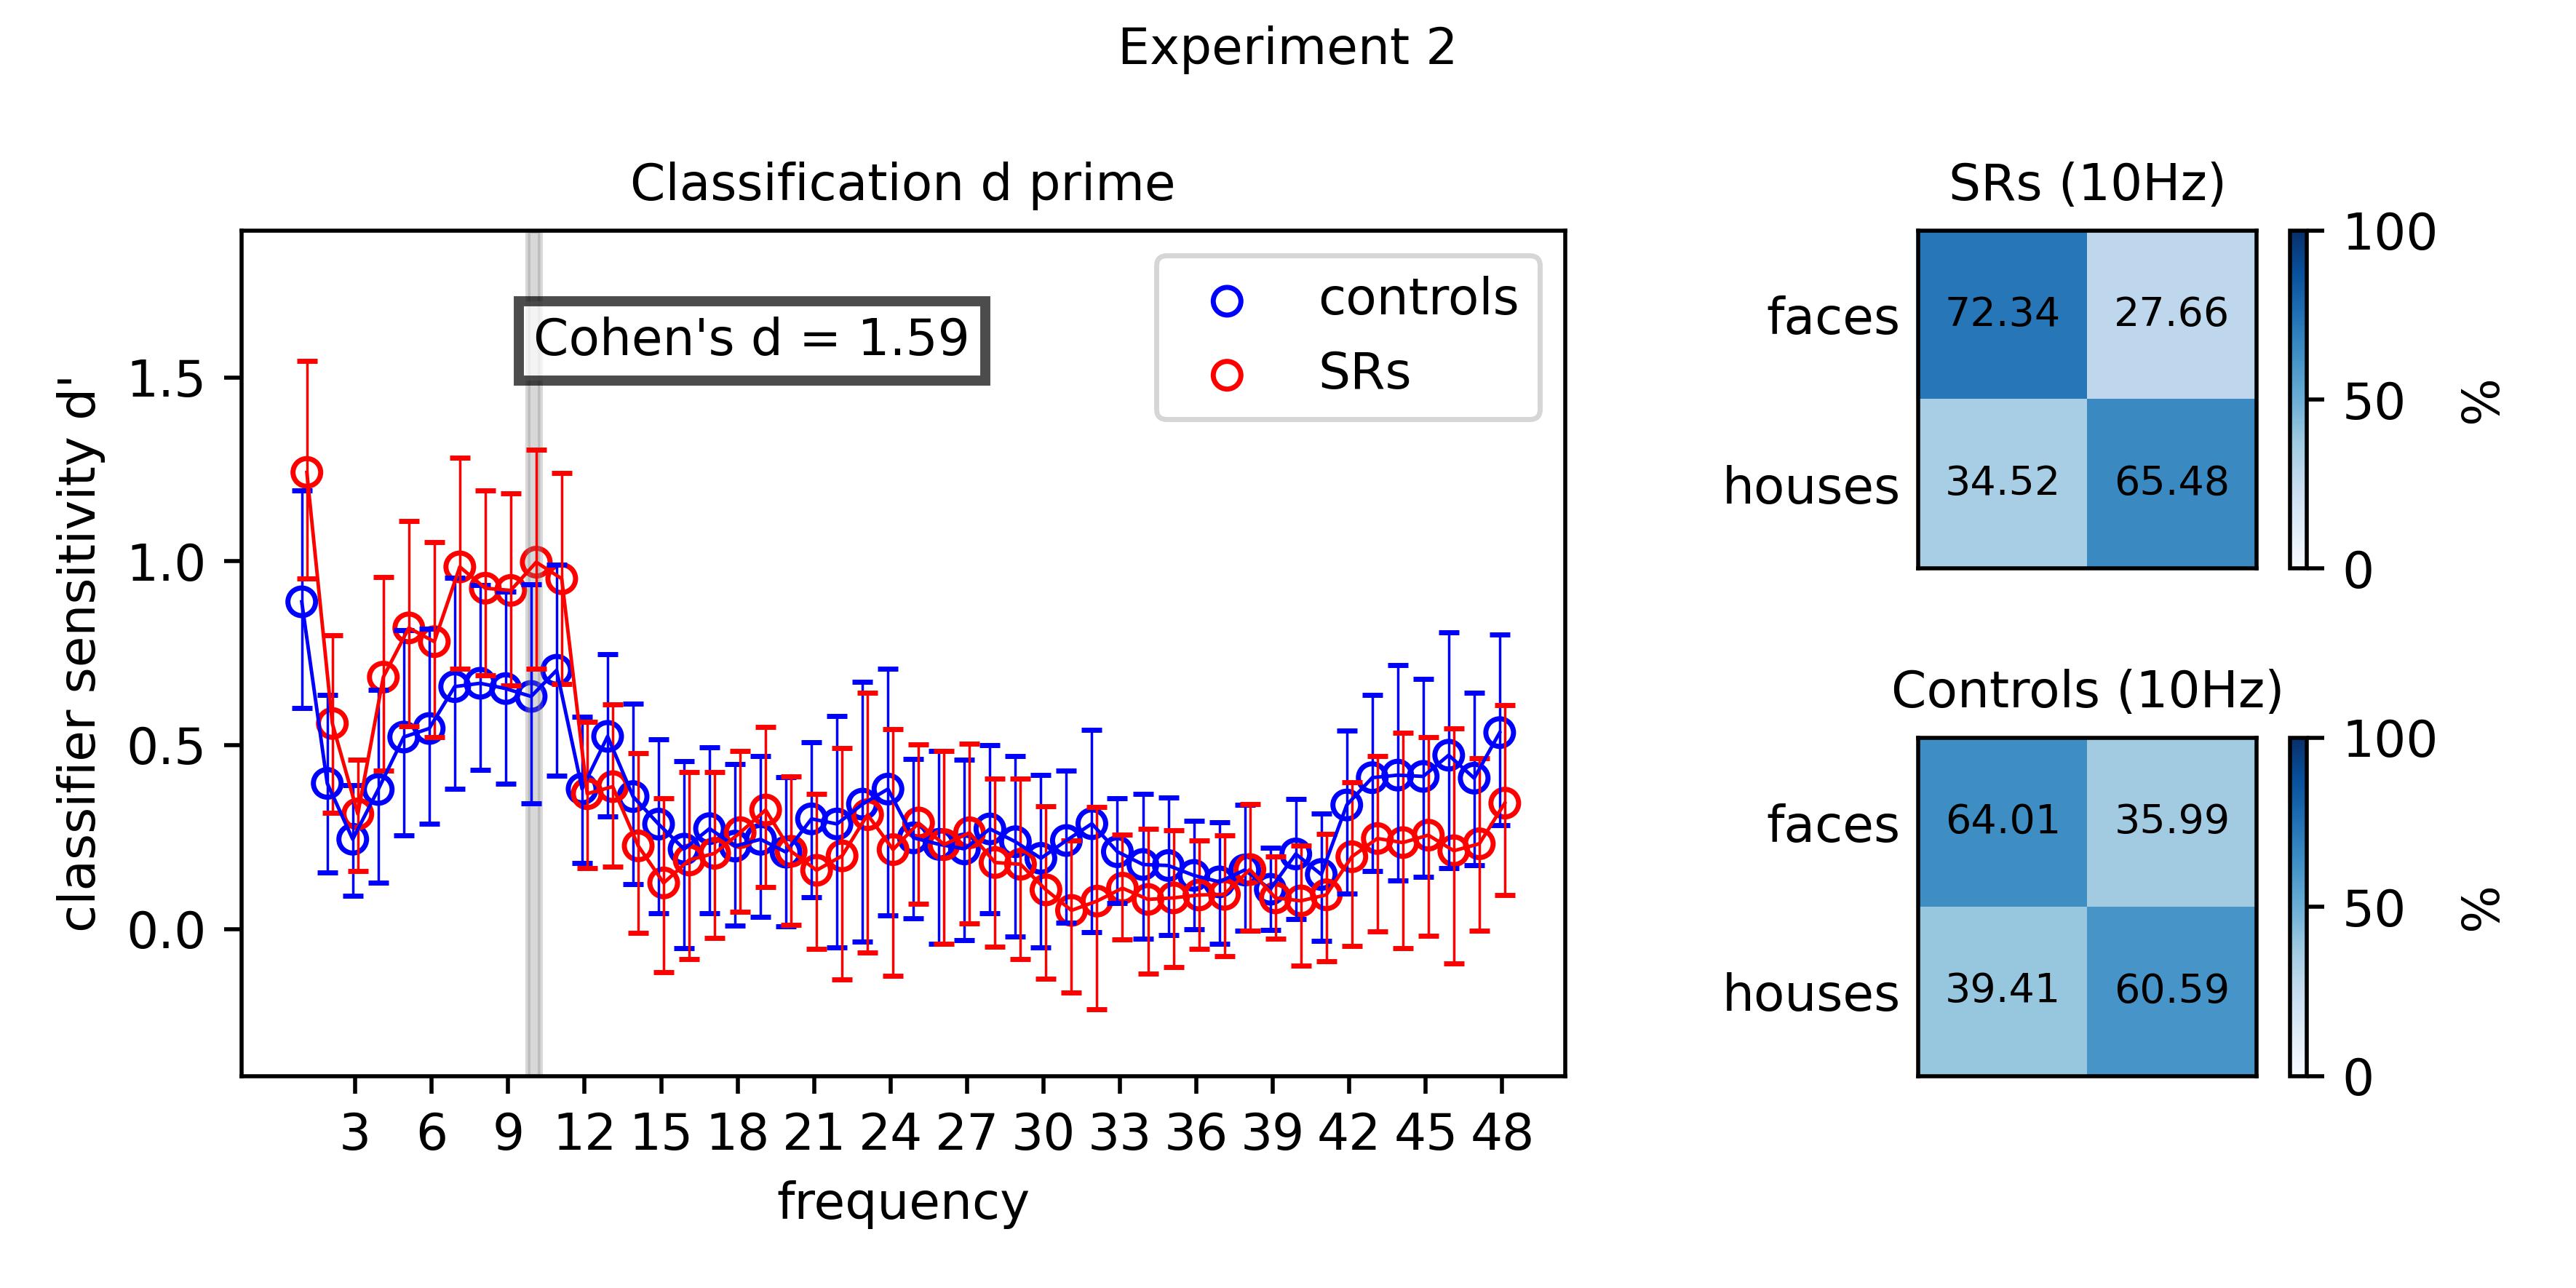 Experiment 2
Classification d prime
classifier sensitivity d'
1.5
1.0
0.5
0.0
Cohen's d = 1.59
controls
SRs
3 6 9 12 15 18 21 24 27 30 33 36 39 42 45 48
frequency
SRs (10Hz)
faces 72.34 27.66
houses 34.52 65.48
100
50
0
%
Controls (10Hz)
faces 64.01 35.99
houses 39.41 60.59
100
50
0
%